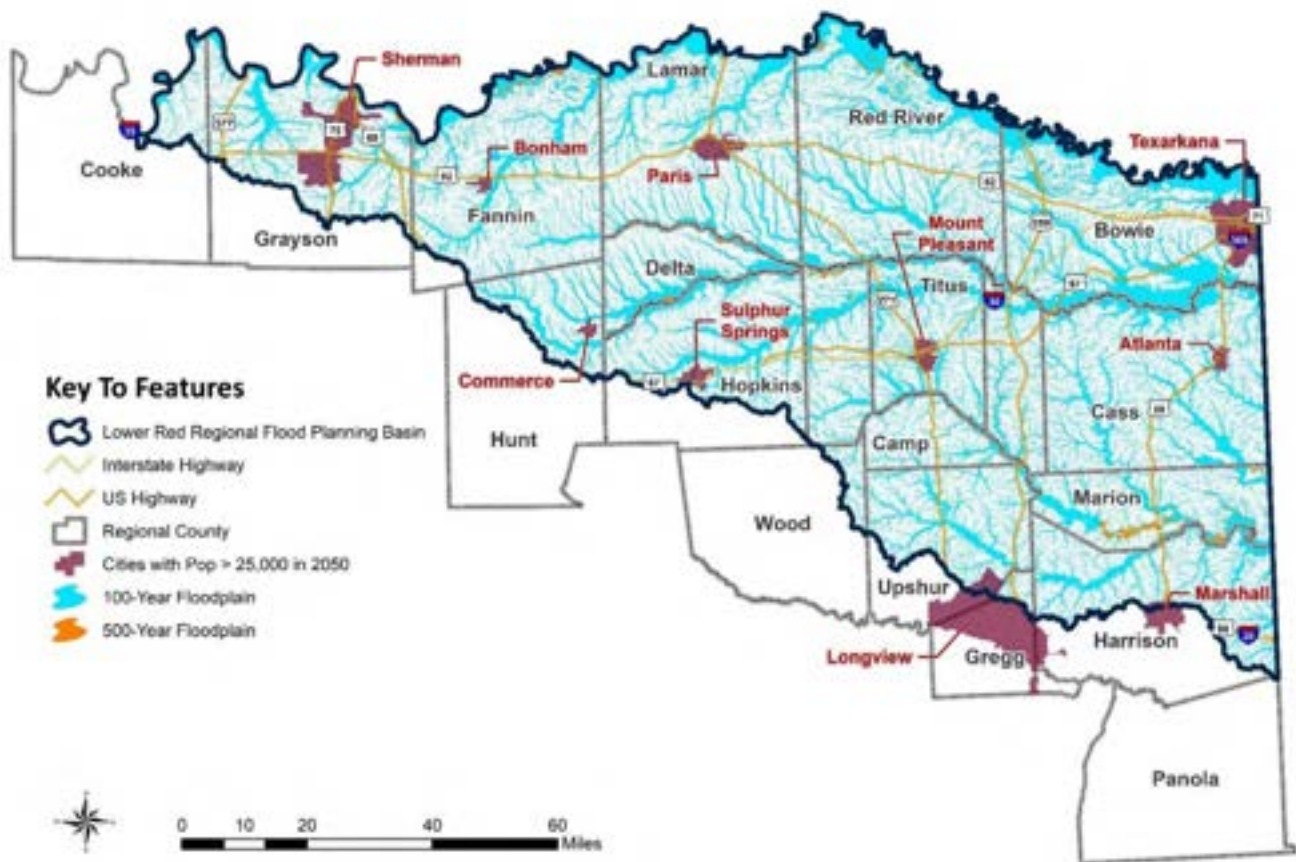 Sherman
Lamar
Red River
Texarkana
Cooke
Bonham
Paris
Fannin
Grayson
Mount
Pleasant
Bowie
Delta
Titus
Sulphur
Springs
Atlanta
Commerce
Hopkins
Cass
Hunt
Camp
Marion
Wood
Upshur
Marshall
Longview
Gregg
Harrison
Panola
Key To Features
Lower Red Regional Flood Planning Basin
Interstate Highway
US Highway
Regional County
Cities with Pop > 25,000 in 2050
100-Year Floodplain
500-Year Floodplain
0 10 20 40 60
Miles